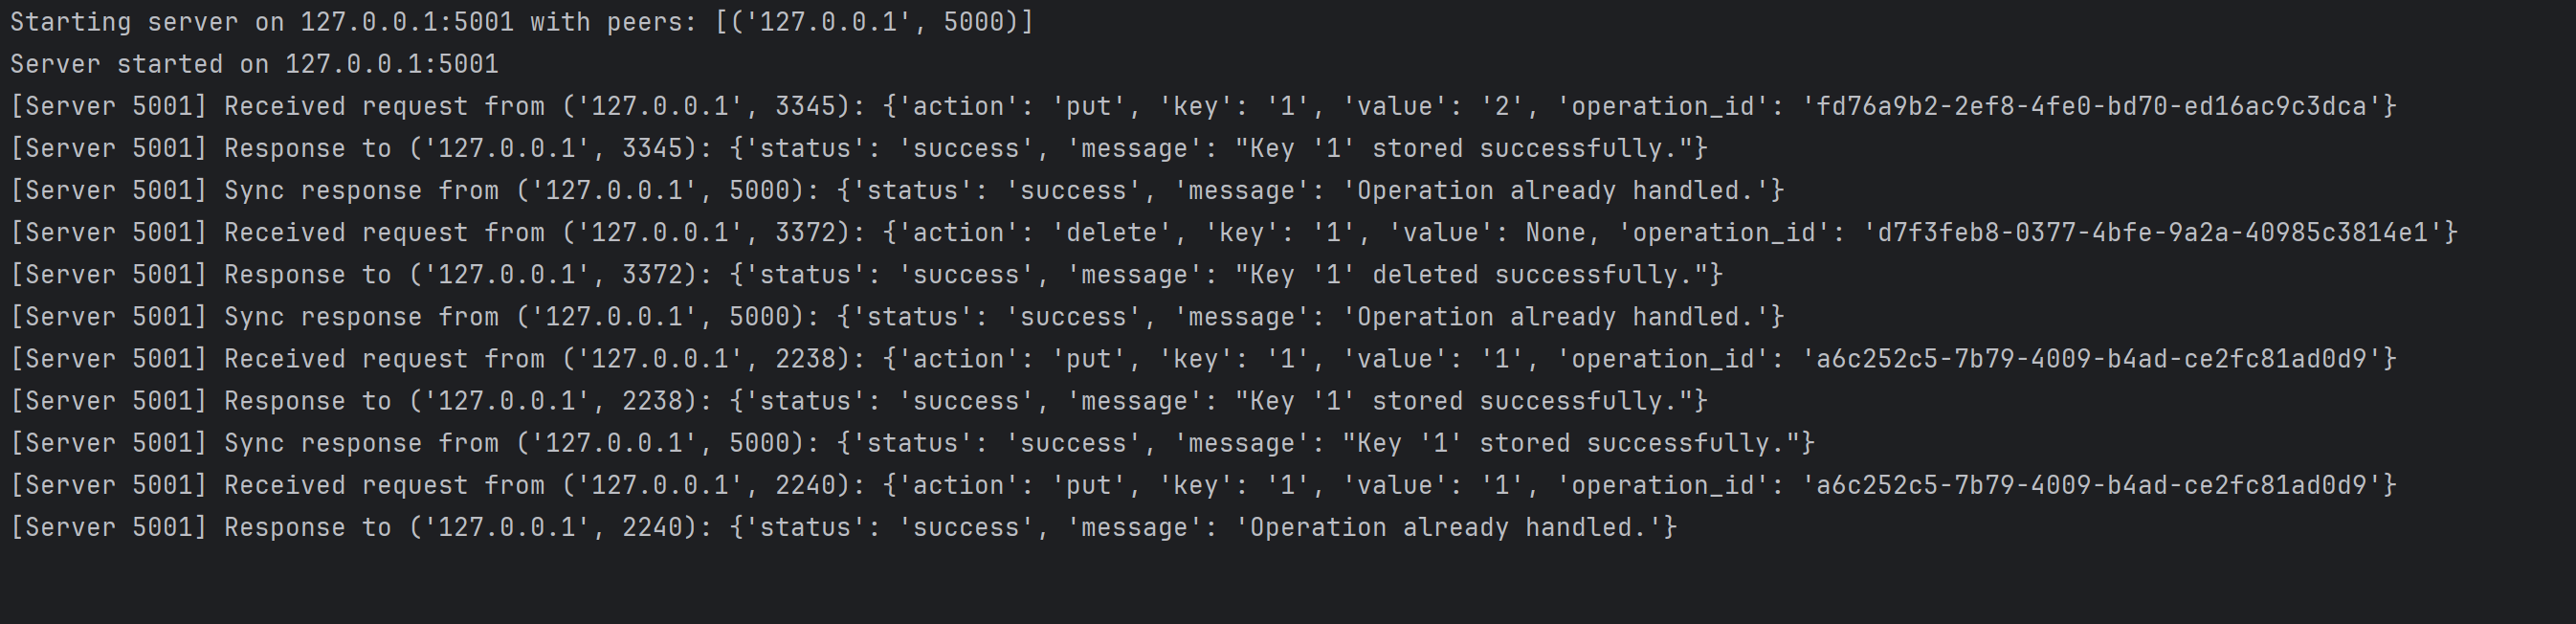 Starting server on 127.0.0.1:5001 with peers: [('127.0.0.1', 5000)]
Server started on 127.0.0.1:5001
[Server 5001] Received request from ('127.0.0.1', 3345): {'action': 'put', 'key': '1', 'value': '2', 'operation_id': 'fd76a9b2-2ef8-4fe0-bd70-ed16ac9c3dca'}
[Server 5001] Response to ('127.0.0.1', 3345): {'status': 'success', 'message': "Key '1' stored successfully."}
[Server 5001] Sync response from ('127.0.0.1', 5000): {'status': 'success', 'message': 'Operation already handled.'}
[Server 5001] Received request from ('127.0.0.1', 3372): {'action': 'delete', 'key': '1', 'value': None, 'operation_id': 'd7f3feb8-0377-4bfe-9a2a-40985c3814e1'}
[Server 5001] Response to ('127.0.0.1', 3372): {'status': 'success', 'message': "Key '1' deleted successfully."}
[Server 5001] Sync response from ('127.0.0.1', 5000): {'status': 'success', 'message': 'Operation already handled.'}
[Server 5001] Received request from ('127.0.0.1', 2238): {'action': 'put', 'key': '1', 'value': '1', 'operation_id': 'a6c252c5-7b79-4009-b4ad-ce2fc81ad0d9'}
[Server 5001] Response to ('127.0.0.1', 2238): {'status': 'success', 'message': "Key '1' stored successfully."}
[Server 5001] Sync response from ('127.0.0.1', 5000): {'status': 'success', 'message': "Key '1' stored successfully."}
[Server 5001] Received request from ('127.0.0.1', 2240): {'action': 'put', 'key': '1', 'value': '1', 'operation_id': 'a6c252c5-7b79-4009-b4ad-ce2fc81ad0d9'}
[Server 5001] Response to ('127.0.0.1', 2240): {'status': 'success', 'message': 'Operation already handled.'}